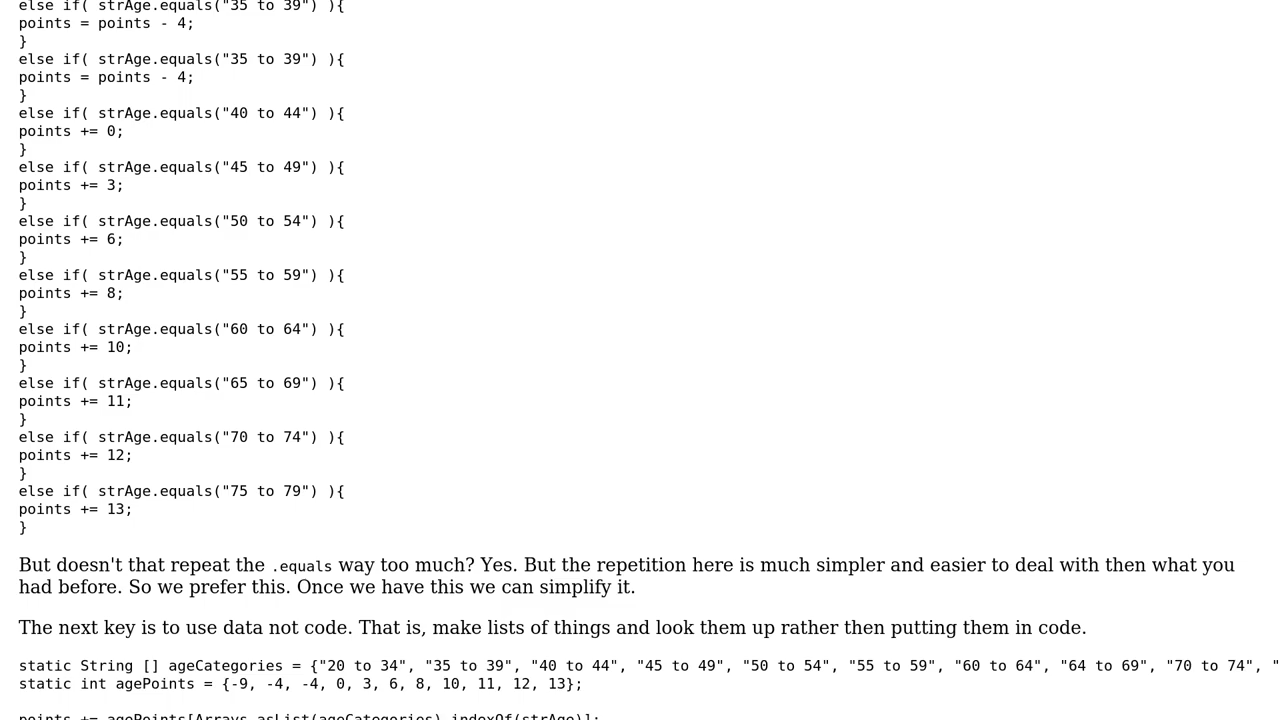 else if( strAge.equals("35 to 39") ){
points = points - 4;
}
else if( strAge.equals("35 to 39") ){
points = points - 4;
}
else if( strAge.equals("40 to 44") ){
points += 0;
}
else if( strAge.equals("45 to 49") ){
points += 3;
}
else if( strAge.equals("50 to 54") ){
points += 6;
}
else if( strAge.equals("55 to 59") ){
points += 8;
}
else if( strAge.equals("60 to 64") ){
points += 10;
}
else if( strAge.equals("65 to 69") ){
points += 11;
}
else if( strAge.equals("70 to 74") ){
points += 12;
}
else if( strAge.equals("75 to 79") ){
points += 13;
}
But doesn't that repeat the .equals way too much? Yes. But the repetition here is much simpler and easier to deal with then what you
had before. So we prefer this. Once we have this we can simplify it.
The next key is to use data not code. That is, make lists of things and look them up rather then putting them in code.
static String [] ageCategories = {"20 to 34", "35 to 39", "40 to 44", "45 to 49", "50 to 54", "55 to 59", "60 to 64", "64 to 69", "70 to 74", "
static int agePoints = {-9, -4, -4, 0, 3, 6, 8, 10, 11, 12, 13};
points += agePoints[Arrays.asList(ageCategories).indexOf(strAge)];